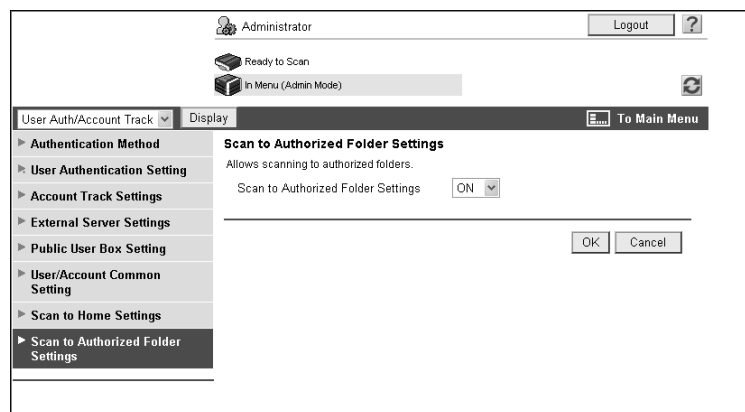 Administrator
Logout
?
Ready to Scan
In Menu (Admin Mode)
User Auth/Account Track
Display
To Main Menu
Authentication Method
User Authentication Setting
Account Track Settings
External Server Settings
Public User Box Setting
User/Account Common
Setting
Scan to Home Settings
Scan to Authorized Folder
Settings
Scan to Authorized Folder Settings
Allows scanning to authorized folders.
Scan to Authorized Folder Settings
ON
OK
Cancel